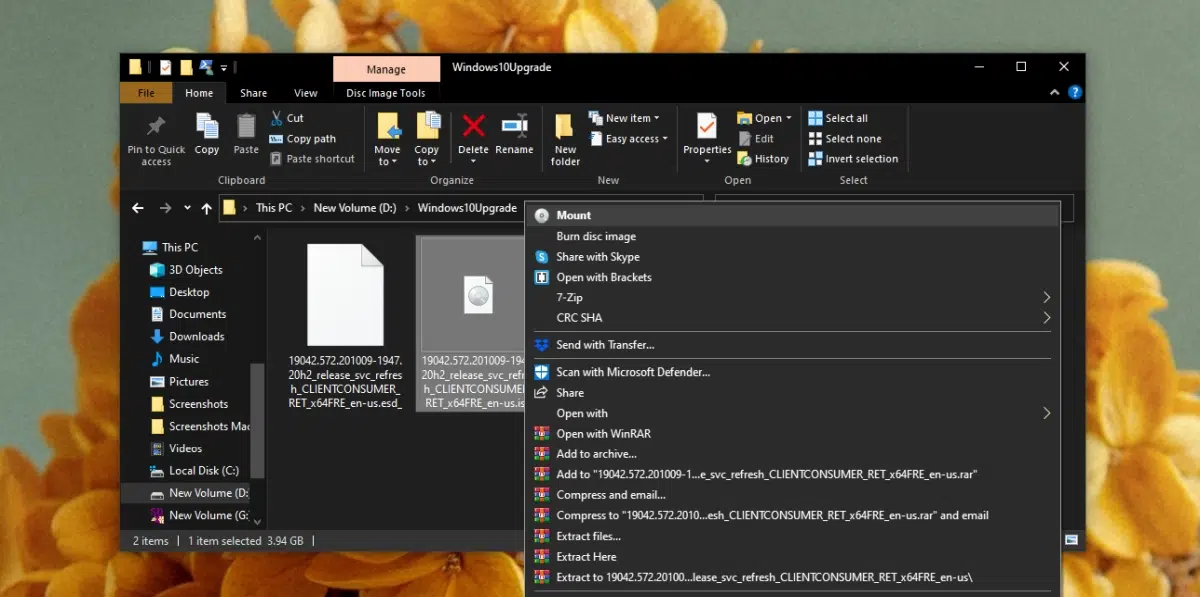 Manage
Windows10Upgrade
File
Home
Share
View
Disc Image Tools
Pin to Quick
access
Copy
Paste
Cut
Copy path
Paste shortcut
Clipboard
Move
to
Copy
to
Delete
Rename
Organize
New
folder
New item
Easy access
New
Properties
Open
Edit
History
Open
Select all
Select none
Invert selection
Select
This PC
New Volume (D:)
Windows10Upgrade
This PC
3D Objects
Desktop
Documents
Downloads
Music
Pictures
Screenshots
Screenshots Mac
Videos
Local Disk (C:)
New Volume (D:
New Volume (G:
19042.572.201009-1947.
20h2_release_svc_refres
h_CLIENTCONSUMER_
RET_x64FRE_en-us.esd_
19042.572.201009-194
20h2_release_svc_refr
h_CLIENTCONSUMER_
RET_x64FRE_en-us.is
Mount
Burn disc image
Share with Skype
Open with Brackets
7-Zip
CRC SHA
Send with Transfer...
Scan with Microsoft Defender...
Share
Open with
Open with WinRAR
Add to archive...
Add to "19042.572.201009-1...e_svc_refresh_CLIENTCONSUMER_RET_x64FRE_en-us.rar"
Compress and email...
Compress to "19042.572.2010...esh_CLIENTCONSUMER_RET_x64FRE_en-us.rar" and email
Extract files...
Extract Here
Extract to 19042.572.20100...lease_svc_refresh_CLIENTCONSUMER_RET_x64FRE_en-us\
2 items
1 item selected 3.94 GB